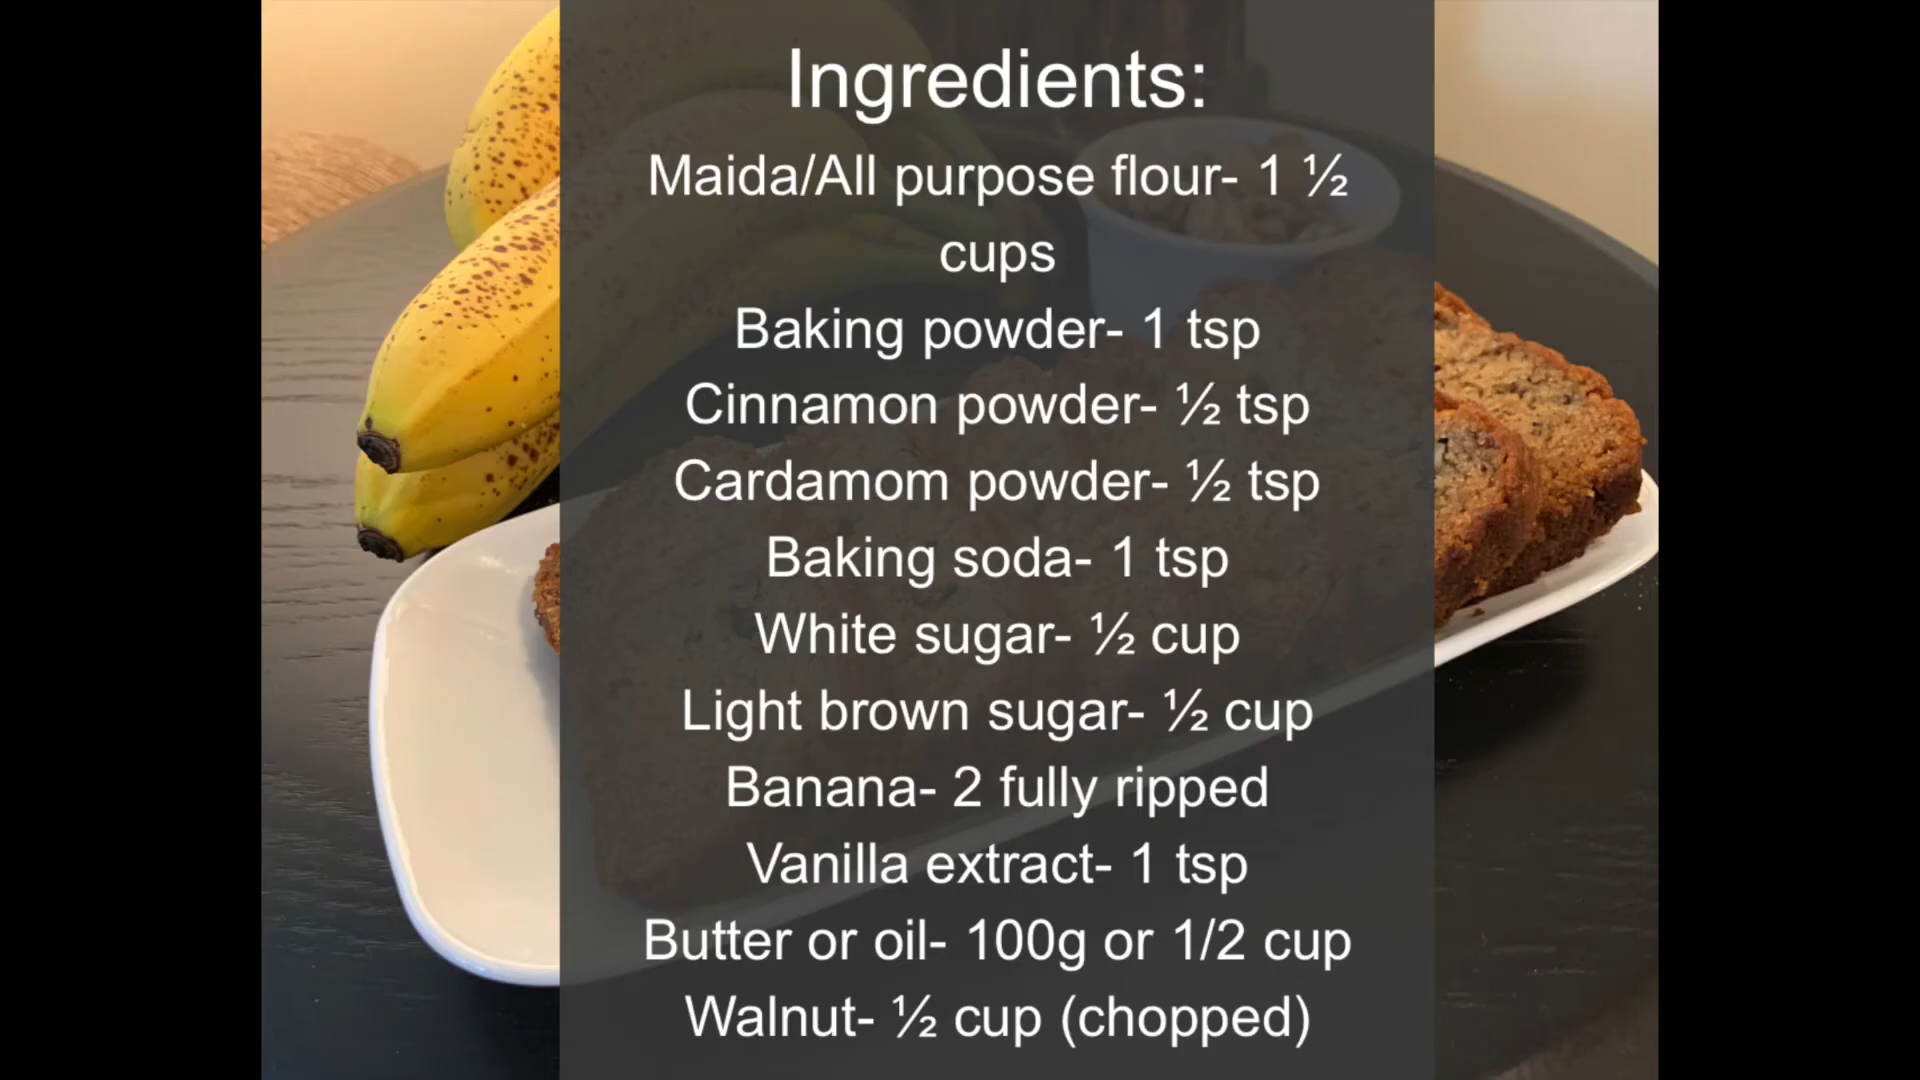 Ingredients:
Maida/All purpose flour- 1 ½
cups
Baking powder- 1 tsp
Cinnamon powder- ½ tsp
Cardamom powder- ½ tsp
Baking soda- 1 tsp
White sugar- ½ cup
Light brown sugar- ½ cup
Banana- 2 fully ripped
Vanilla extract- 1 tsp
Butter or oil- 100g or 1/2 cup
Walnut- ½ cup (chopped)